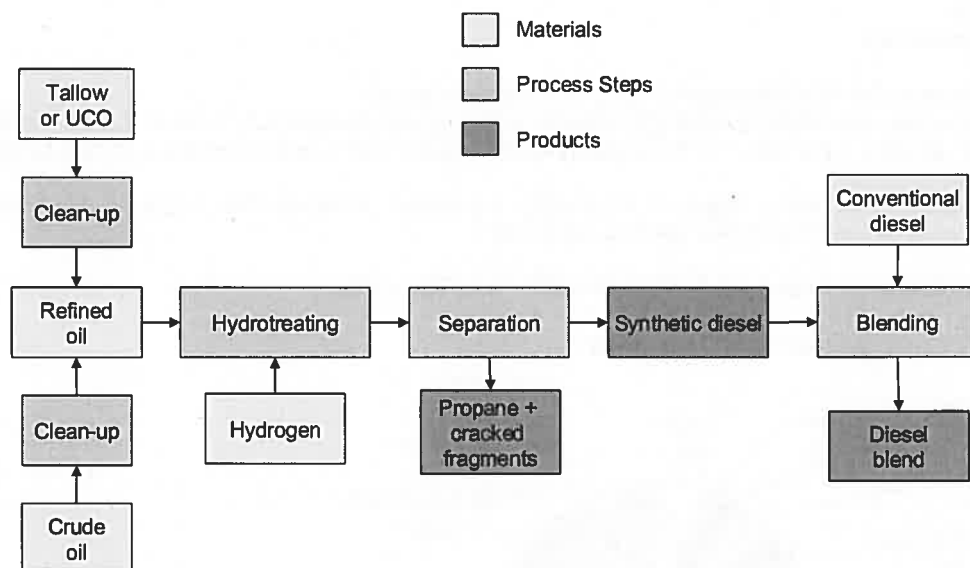 Materials
Process Steps
Products
Tallow
or UCO
Clean-up
Refined
oil
Clean-up
Crude
oil
Hydrotreating
Hydrogen
Separation
Propane +
cracked
fragments
Synthetic diesel
Conventional
diesel
Blending
Diesel
blend